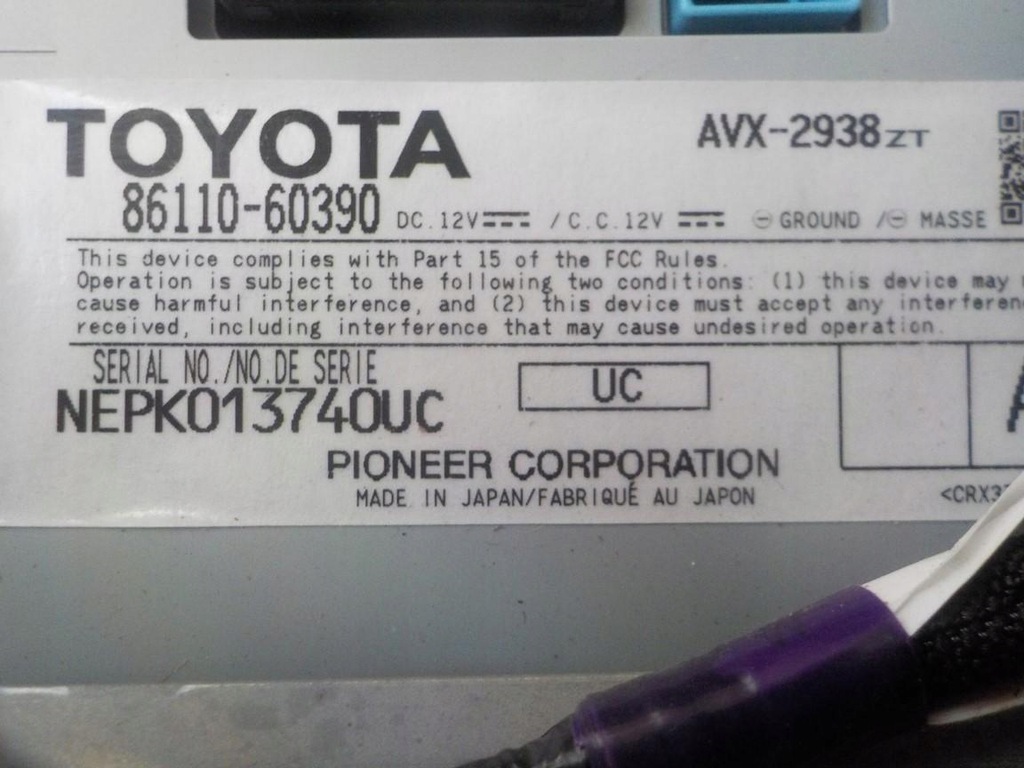 TOYOTA AVX-2938ZT
86110-60390 DC.12V / C.C.12V ⊖ GROUND /⊖ MASSE
This device complies with Part 15 of the FCC Rules.
Operation is subject to the following two conditions: (1) this device may
cause harmful interference, and (2) this device must accept any
received, including interference that may cause undesired operation.
SERIAL NO./NO.DE SERIE
NEPK013740UC
UC
PIONEER CORPORATION
MADE IN JAPAN/FABRIQUÉ AU JAPON